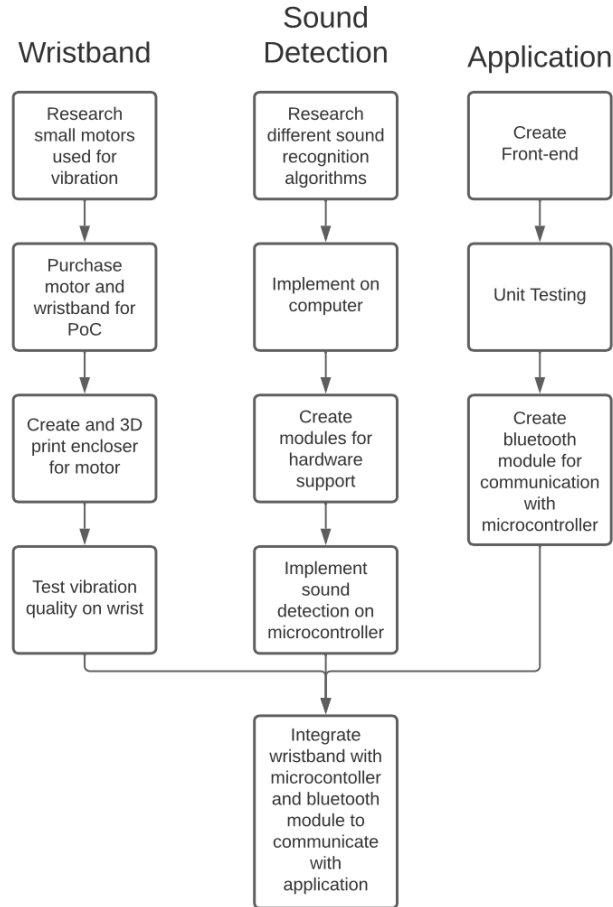 Wristband
Sound
Detection
Application
Research
small motors
used for
vibration
Research
different sound
recognition
algorithms
Create
Front-end
Purchase
motor and
wristband for
PoC
Implement on
computer
Unit Testing
Create and 3D
print encloser
for motor
Create
modules for
hardware
support
Create
bluetooth
module for
communication
with
microcontroller
Test vibration
quality on wrist
Implement
sound
detection on
microcontroller
Integrate
wristband with
microcontoller
and bluetooth
module to
communicate
with
application